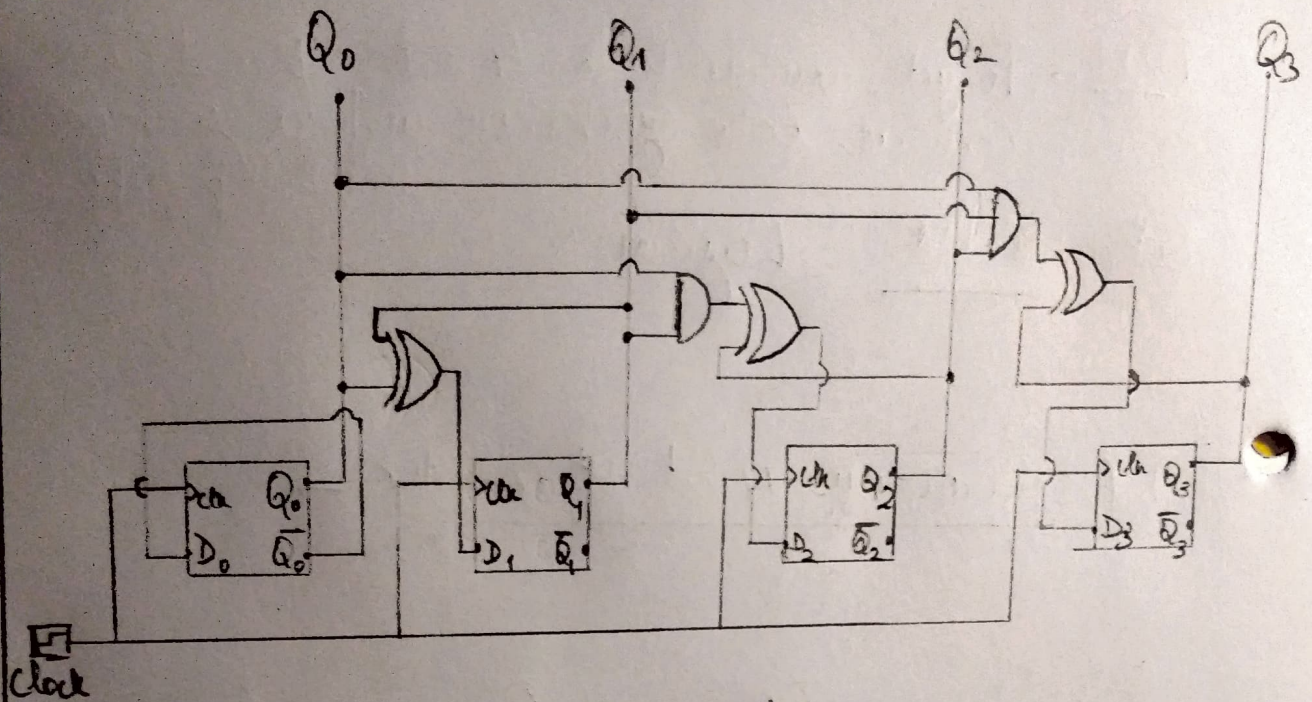 Q0 Q1 Q2 Q3
Clk Q0 Clk Q1 Clk Q2 Clk Q3
D0 Q̄0 D1 Q̄1 D2 Q̄2 D3 Q̄3
Clock